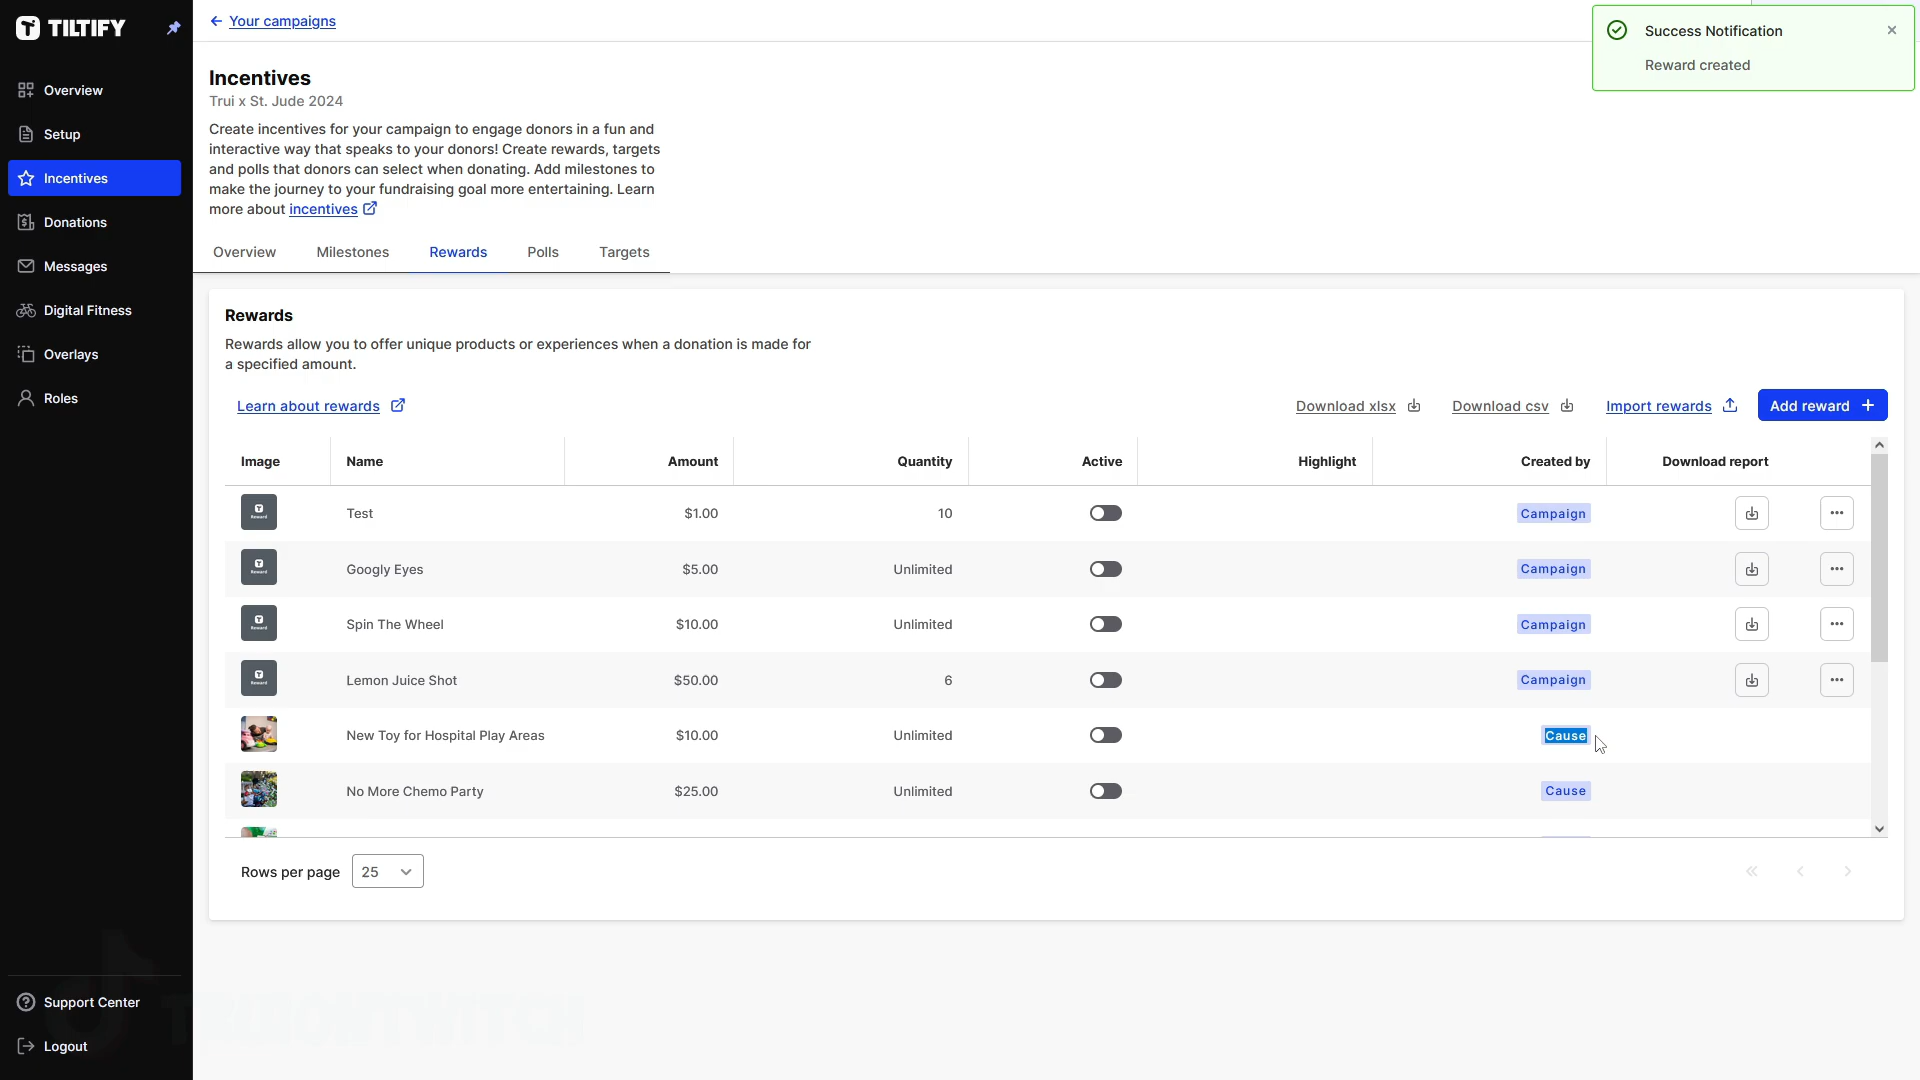 TILTIFY
Your campaigns
Success Notification
Reward created
Overview
Setup
Incentives
Donations
Messages
Digital Fitness
Overlays
Roles
Support Center
Logout
Incentives
Trui x St. Jude 2024
Create incentives for your campaign to engage donors in a fun and
interactive way that speaks to your donors! Create rewards, targets
and polls that donors can select when donating. Add milestones to
make the journey to your fundraising goal more entertaining. Learn
more about incentives
Overview Milestones Rewards Polls Targets
Rewards
Rewards allow you to offer unique products or experiences when a donation is made for
a specified amount.
Learn about rewards Download xlsx Download csv Import rewards Add reward +
Image Name Amount Quantity Active Highlight Created by Download report
Reward Test $1.00 10 Campaign
Reward Googly Eyes $5.00 Unlimited Campaign
Reward Spin The Wheel $10.00 Unlimited Campaign
Reward Lemon Juice Shot $50.00 6 Campaign
New Toy for Hospital Play Areas $10.00 Unlimited Cause
No More Chemo Party $25.00 Unlimited Cause
Rows per page 25